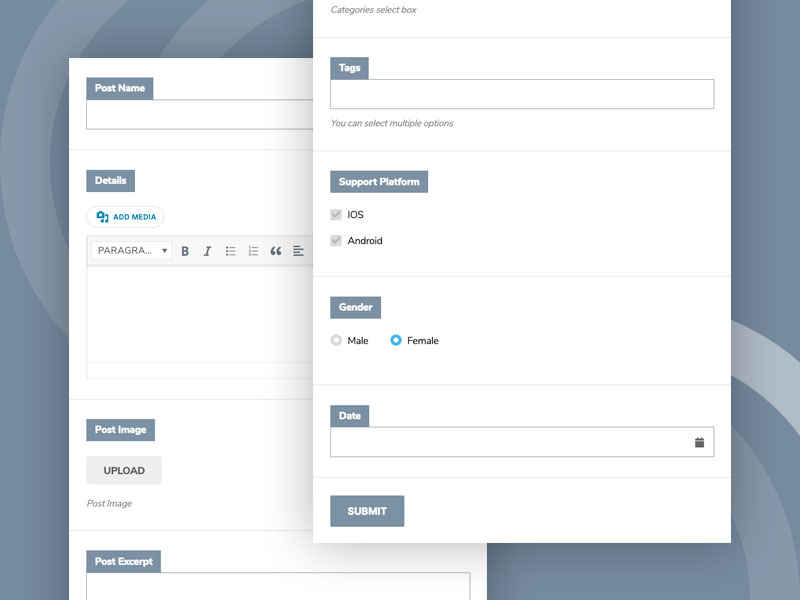 Post Name
Details
ADD MEDIA
PARAGRA...
B I
Post Image
UPLOAD
Post Image
Post Excerpt
Categories select box
Tags
You can select multiple options
Support Platform
IOS
Android
Gender
Male Female
Date
SUBMIT